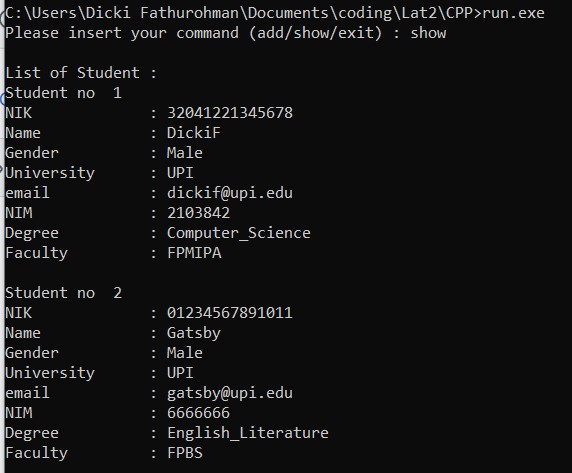 C:\Users\Dicki Fathurohman\Documents\coding\Lat2\CPP>run.exe
Please insert your command (add/show/exit) : show
List of Student :
Student no  1
NIK : 32041221345678
Name : DickiF
Gender : Male
University : UPI
email : dickif@upi.edu
NIM : 2103842
Degree : Computer_Science
Faculty : FPMIPA
Student no  2
NIK : 01234567891011
Name : Gatsby
Gender : Male
University : UPI
email : gatsby@upi.edu
NIM : 6666666
Degree : English_Literature
Faculty : FPBS